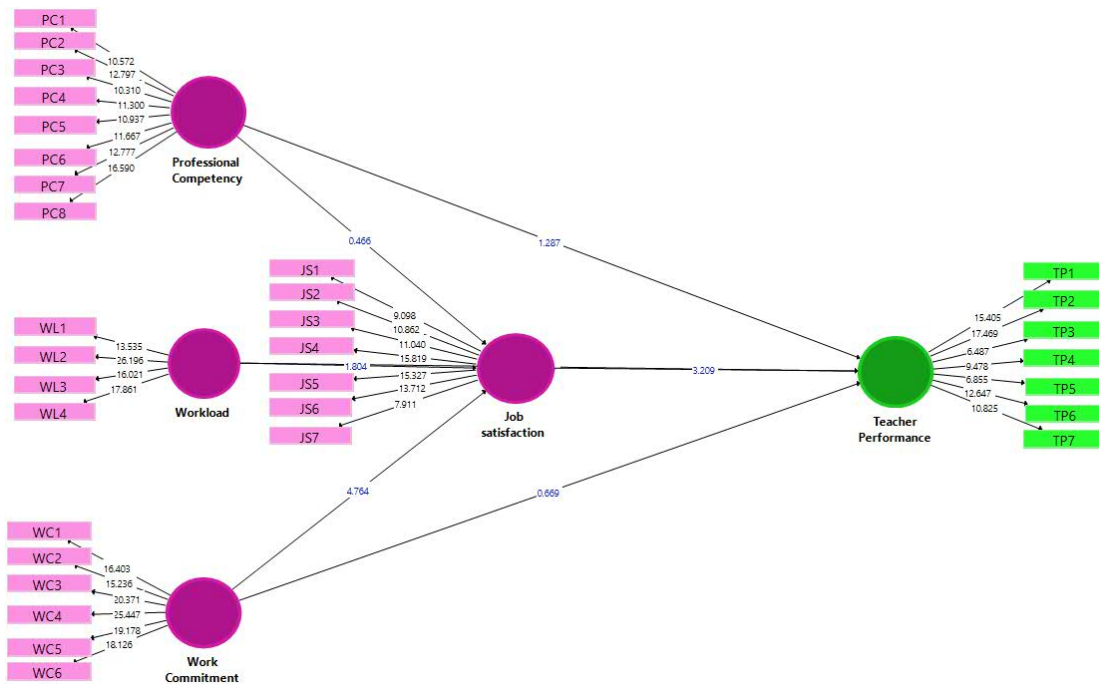 PC1
PC2
PC3
PC4
PC5
PC6
PC7
PC8
10.572
12.797
10.310
11.300
10.937
11.667
12.777
16.590
Professional
Competency
0.466
1.287
WL1
WL2
WL3
WL4
13.535
26.196
16.021
17.861
Workload
1.804
JS1
JS2
JS3
JS4
JS5
JS6
JS7
9.098
10.862
11.040
15.819
15.327
13.712
7.911
Job
satisfaction
3.209
TP1
TP2
TP3
TP4
TP5
TP6
TP7
15.405
17.469
6.487
9.478
6.855
12.647
10.825
Teacher
Performance
4.764
0.669
WC1
WC2
WC3
WC4
WC5
WC6
16.403
15.236
20.371
25.447
19.178
18.126
Work
Commitment